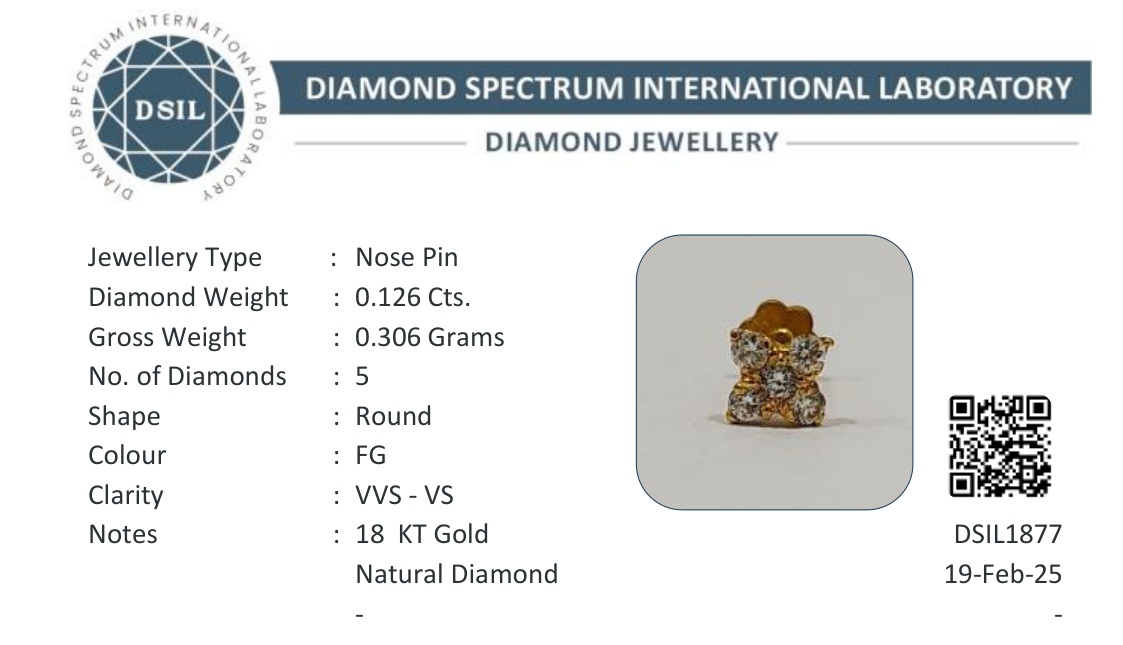 DIAMOND SPECTRUM INTERNATIONAL LABORATORY
DSIL
DIAMOND SPECTRUM INTERNATIONAL LABORATORY
DIAMOND JEWELLERY
Jewellery Type : Nose Pin
Diamond Weight : 0.126 Cts.
Gross Weight : 0.306 Grams
No. of Diamonds : 5
Shape : Round
Colour : FG
Clarity : VVS - VS
Notes : 18 KT Gold DSIL1877
Natural Diamond 19-Feb-25
- -